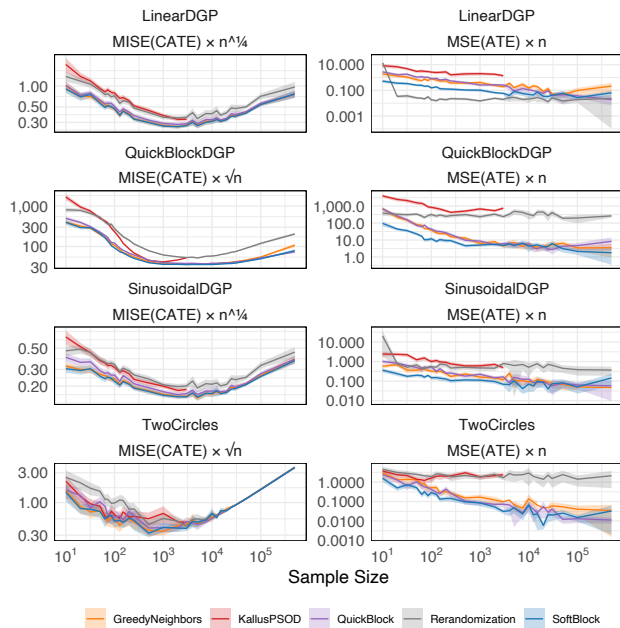 LinearDGP
MISE(CATE) × n^¼
1.00
0.50
0.30
LinearDGP
MSE(ATE) × n
10.000
0.100
0.001
QuickBlockDGP
MISE(CATE) × √n
1,000
300
100
30
QuickBlockDGP
MSE(ATE) × n
1,000.0
100.0
10.0
1.0
SinusoidalDGP
MISE(CATE) × n^¼
0.50
0.30
0.20
SinusoidalDGP
MSE(ATE) × n
10.000
1.000
0.100
0.010
TwoCircles
MISE(CATE) × √n
3.00
1.00
0.30
10¹ 10² 10³ 10⁴ 10⁵
TwoCircles
MSE(ATE) × n
1.0000
0.1000
0.0100
0.0010
10¹ 10² 10³ 10⁴ 10⁵
Sample Size
GreedyNeighbors KallusPSOD QuickBlock Rerandomization SoftBlock